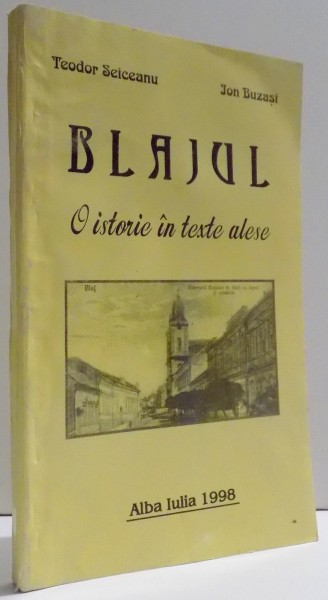 Teodor Seiceanu
Ion Buzași
BLAJUL
O istorie în texte alese
Blaj
Alba Iulia 1998